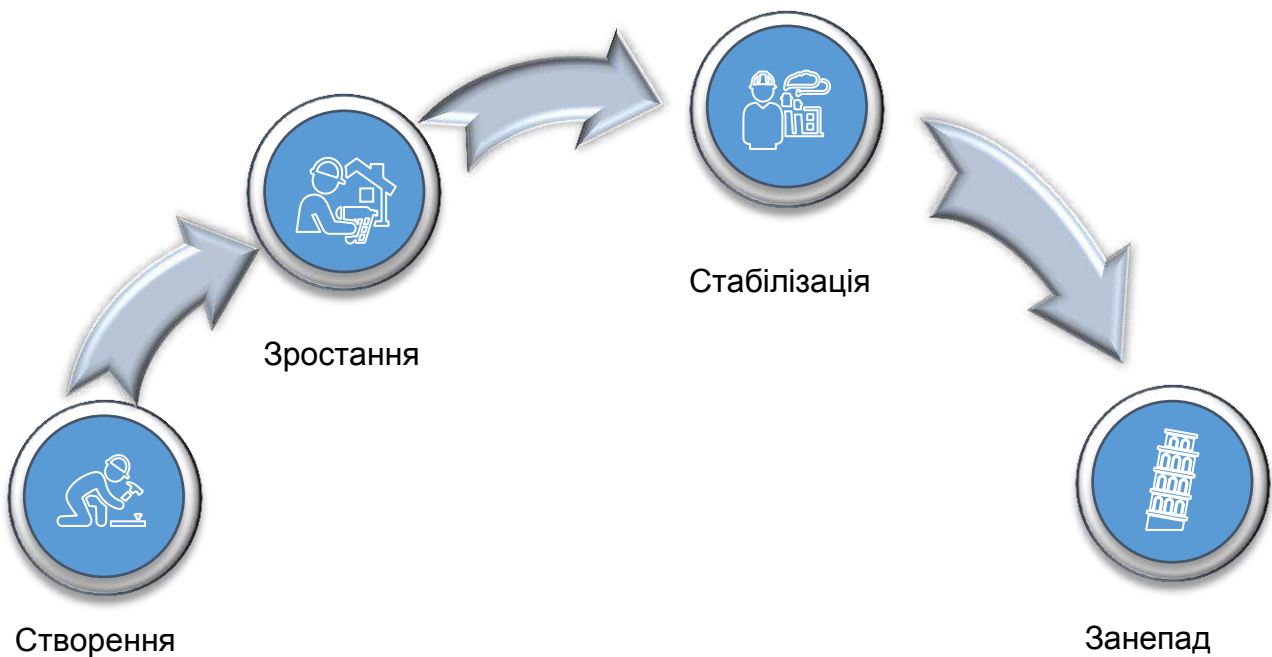 Створення
Зростання
Стабілізація
Занепад